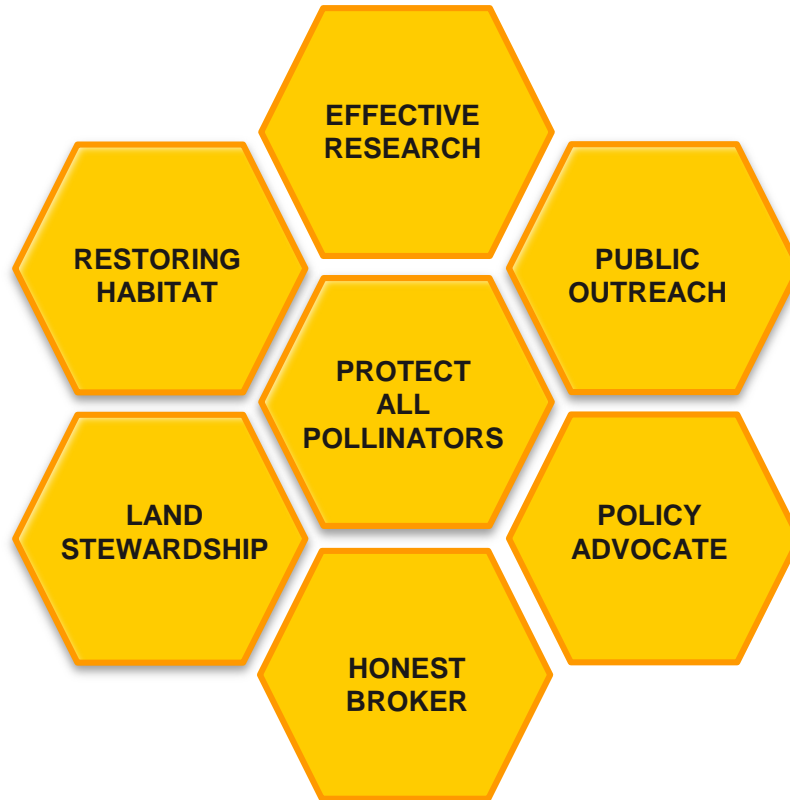 EFFECTIVE
RESEARCH
RESTORING
HABITAT
PUBLIC
OUTREACH
PROTECT
ALL
POLLINATORS
LAND
STEWARDSHIP
POLICY
ADVOCATE
HONEST
BROKER